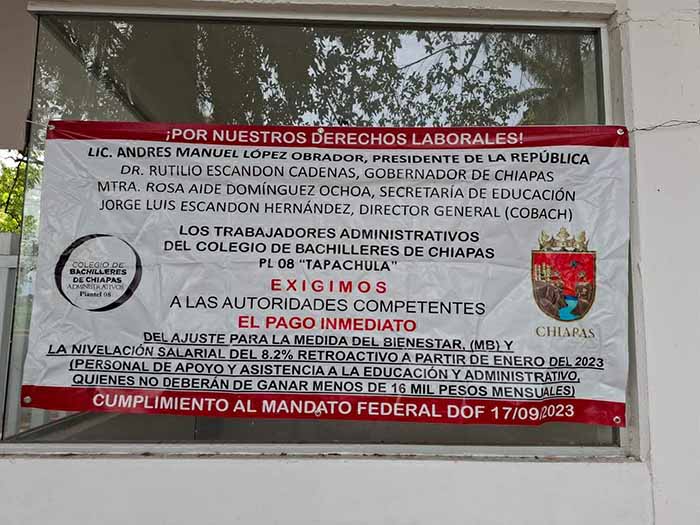 ¡POR NUESTROS DERECHOS LABORALES!
LIC. ANDRES MANUEL LÓPEZ OBRADOR, PRESIDENTE DE LA REPÚBLICA
DR. RUTILIO ESCANDON CADENAS, GOBERNADOR DE CHIAPAS
MTRA. ROSA AIDE DOMÍNGUEZ OCHOA, SECRETARÍA DE EDUCACIÓN
JORGE LUIS ESCANDON HERNÁNDEZ, DIRECTOR GENERAL (COBACH)
LOS TRABAJADORES ADMINISTRATIVOS
DEL COLEGIO DE BACHILLERES DE CHIAPAS
PL 08 "TAPACHULA"
COLEGIO DE
BACHILLERES
DE CHIAPAS
ADMINISTRATIVOS
Plantel 08
EXIGIMOS
A LAS AUTORIDADES COMPETENTES
EL PAGO INMEDIATO
CHIAPAS
DEL AJUSTE PARA LA MEDIDA DEL BIENESTAR, (MB) Y
LA NIVELACIÓN SALARIAL DEL 8.2% RETROACTIVO A PARTIR DE ENERO DEL 2023
(PERSONAL DE APOYO Y ASISTENCIA A LA EDUCACIÓN Y ADMINISTRATIVO,
QUIENES NO DEBERÁN DE GANAR MENOS DE 16 MIL PESOS MENSUALES)
CUMPLIMIENTO AL MANDATO FEDERAL DOF 17/09/2023